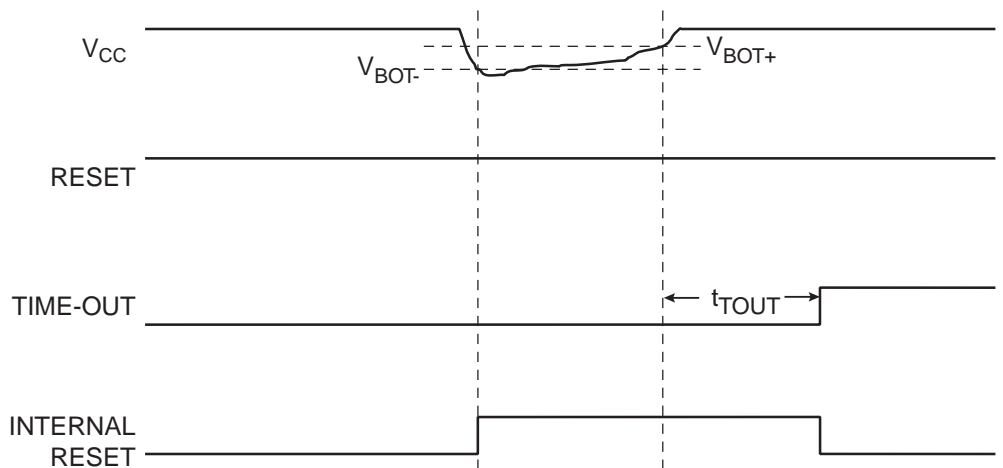 VCC
VBOT-
VBOT+
RESET
TIME-OUT
tTOUT
INTERNAL
RESET